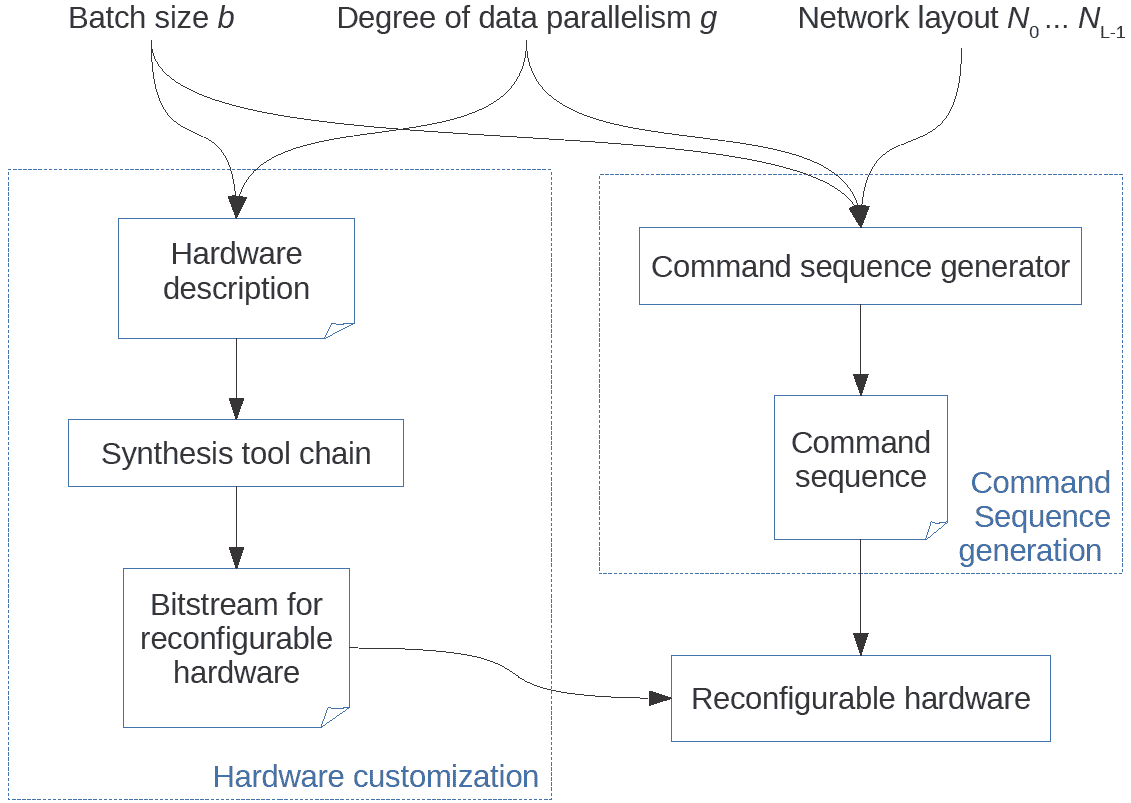 Batch size b
Degree of data parallelism g
Network layout N0 ... NL-1
Hardware
description
Synthesis tool chain
Bitstream for
reconfigurable
hardware
Hardware customization
Command sequence generator
Command
sequence
Command
Sequence
generation
Reconfigurable hardware